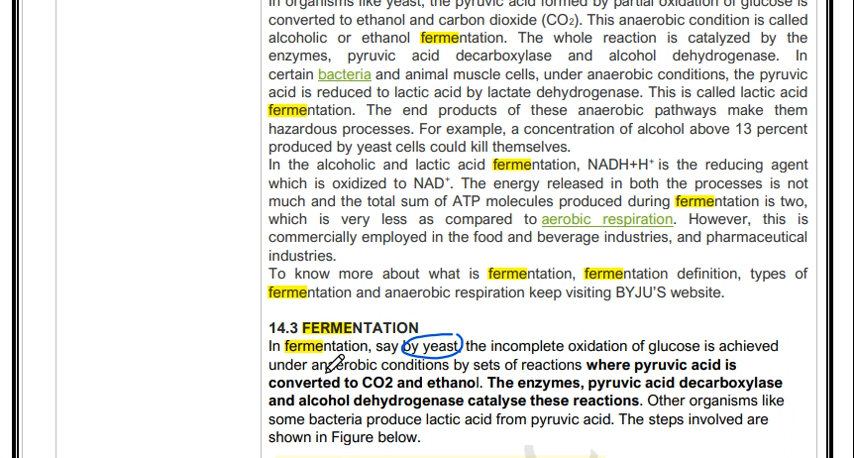 In organisms like yeast, the pyruvic acid formed by partial oxidation of glucose is
converted to ethanol and carbon dioxide (CO₂). This anaerobic condition is called
alcoholic or ethanol fermentation. The whole reaction is catalyzed by the
enzymes, pyruvic acid decarboxylase and alcohol dehydrogenase. In
certain bacteria and animal muscle cells, under anaerobic conditions, the pyruvic
acid is reduced to lactic acid by lactate dehydrogenase. This is called lactic acid
fermentation. The end products of these anaerobic pathways make them
hazardous processes. For example, a concentration of alcohol above 13 percent
produced by yeast cells could kill themselves.
In the alcoholic and lactic acid fermentation, NADH+H⁺ is the reducing agent
which is oxidized to NAD⁺. The energy released in both the processes is not
much and the total sum of ATP molecules produced during fermentation is two,
which is very less as compared to aerobic respiration. However, this is
commercially employed in the food and beverage industries, and pharmaceutical
industries.
To know more about what is fermentation, fermentation definition, types of
fermentation and anaerobic respiration keep visiting BYJU'S website.
14.3 FERMENTATION
In fermentation, say by yeast, the incomplete oxidation of glucose is achieved
under anaerobic conditions by sets of reactions where pyruvic acid is
converted to CO2 and ethanol. The enzymes, pyruvic acid decarboxylase
and alcohol dehydrogenase catalyse these reactions. Other organisms like
some bacteria produce lactic acid from pyruvic acid. The steps involved are
shown in Figure below.